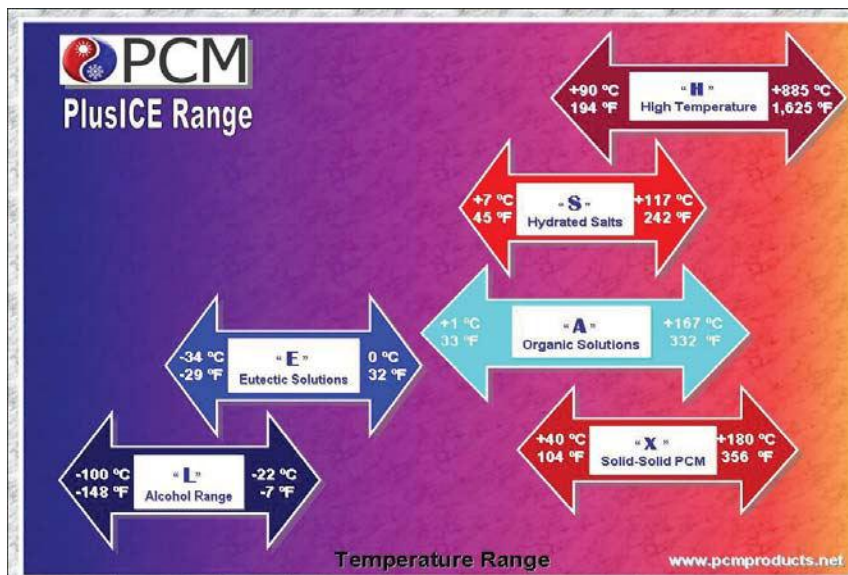 PCM
PlusICE Range
+90 ºC
194 ºF
"H"
High Temperature
+885 ºC
1,625 ºF
+7 ºC
45 ºF
"S"
Hydrated Salts
+117 ºC
242 ºF
+1 ºC
33 ºF
"A"
Organic Solutions
+167 ºC
332 ºF
-34 ºC
-29 ºF
"E"
Eutectic Solutions
0 ºC
32 ºF
+40 ºC
104 ºF
"X"
Solid-Solid PCM
+180 ºC
356 ºF
-100 ºC
-148 ºF
"L"
Alcohol Range
-22 ºC
-7 ºF
Temperature Range
www.pcmproducts.net